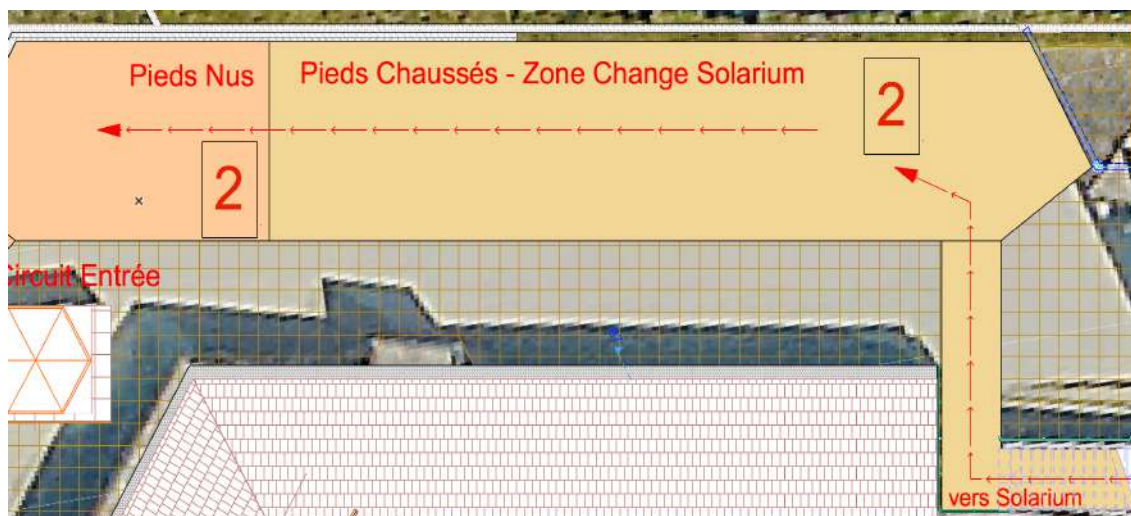 Pieds Nus
Pieds Chaussés - Zone Change Solarium
2
2
Circuit Entrée
vers Solarium